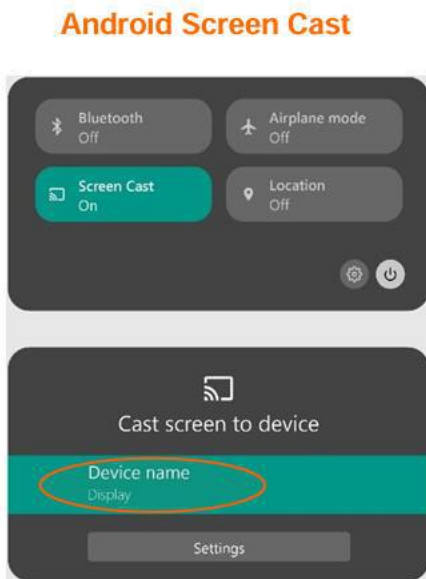 Android Screen Cast
Bluetooth
Off
Airplane mode
Off
Screen Cast
On
Location
Off
Cast screen to device
Device name
Display
Settings